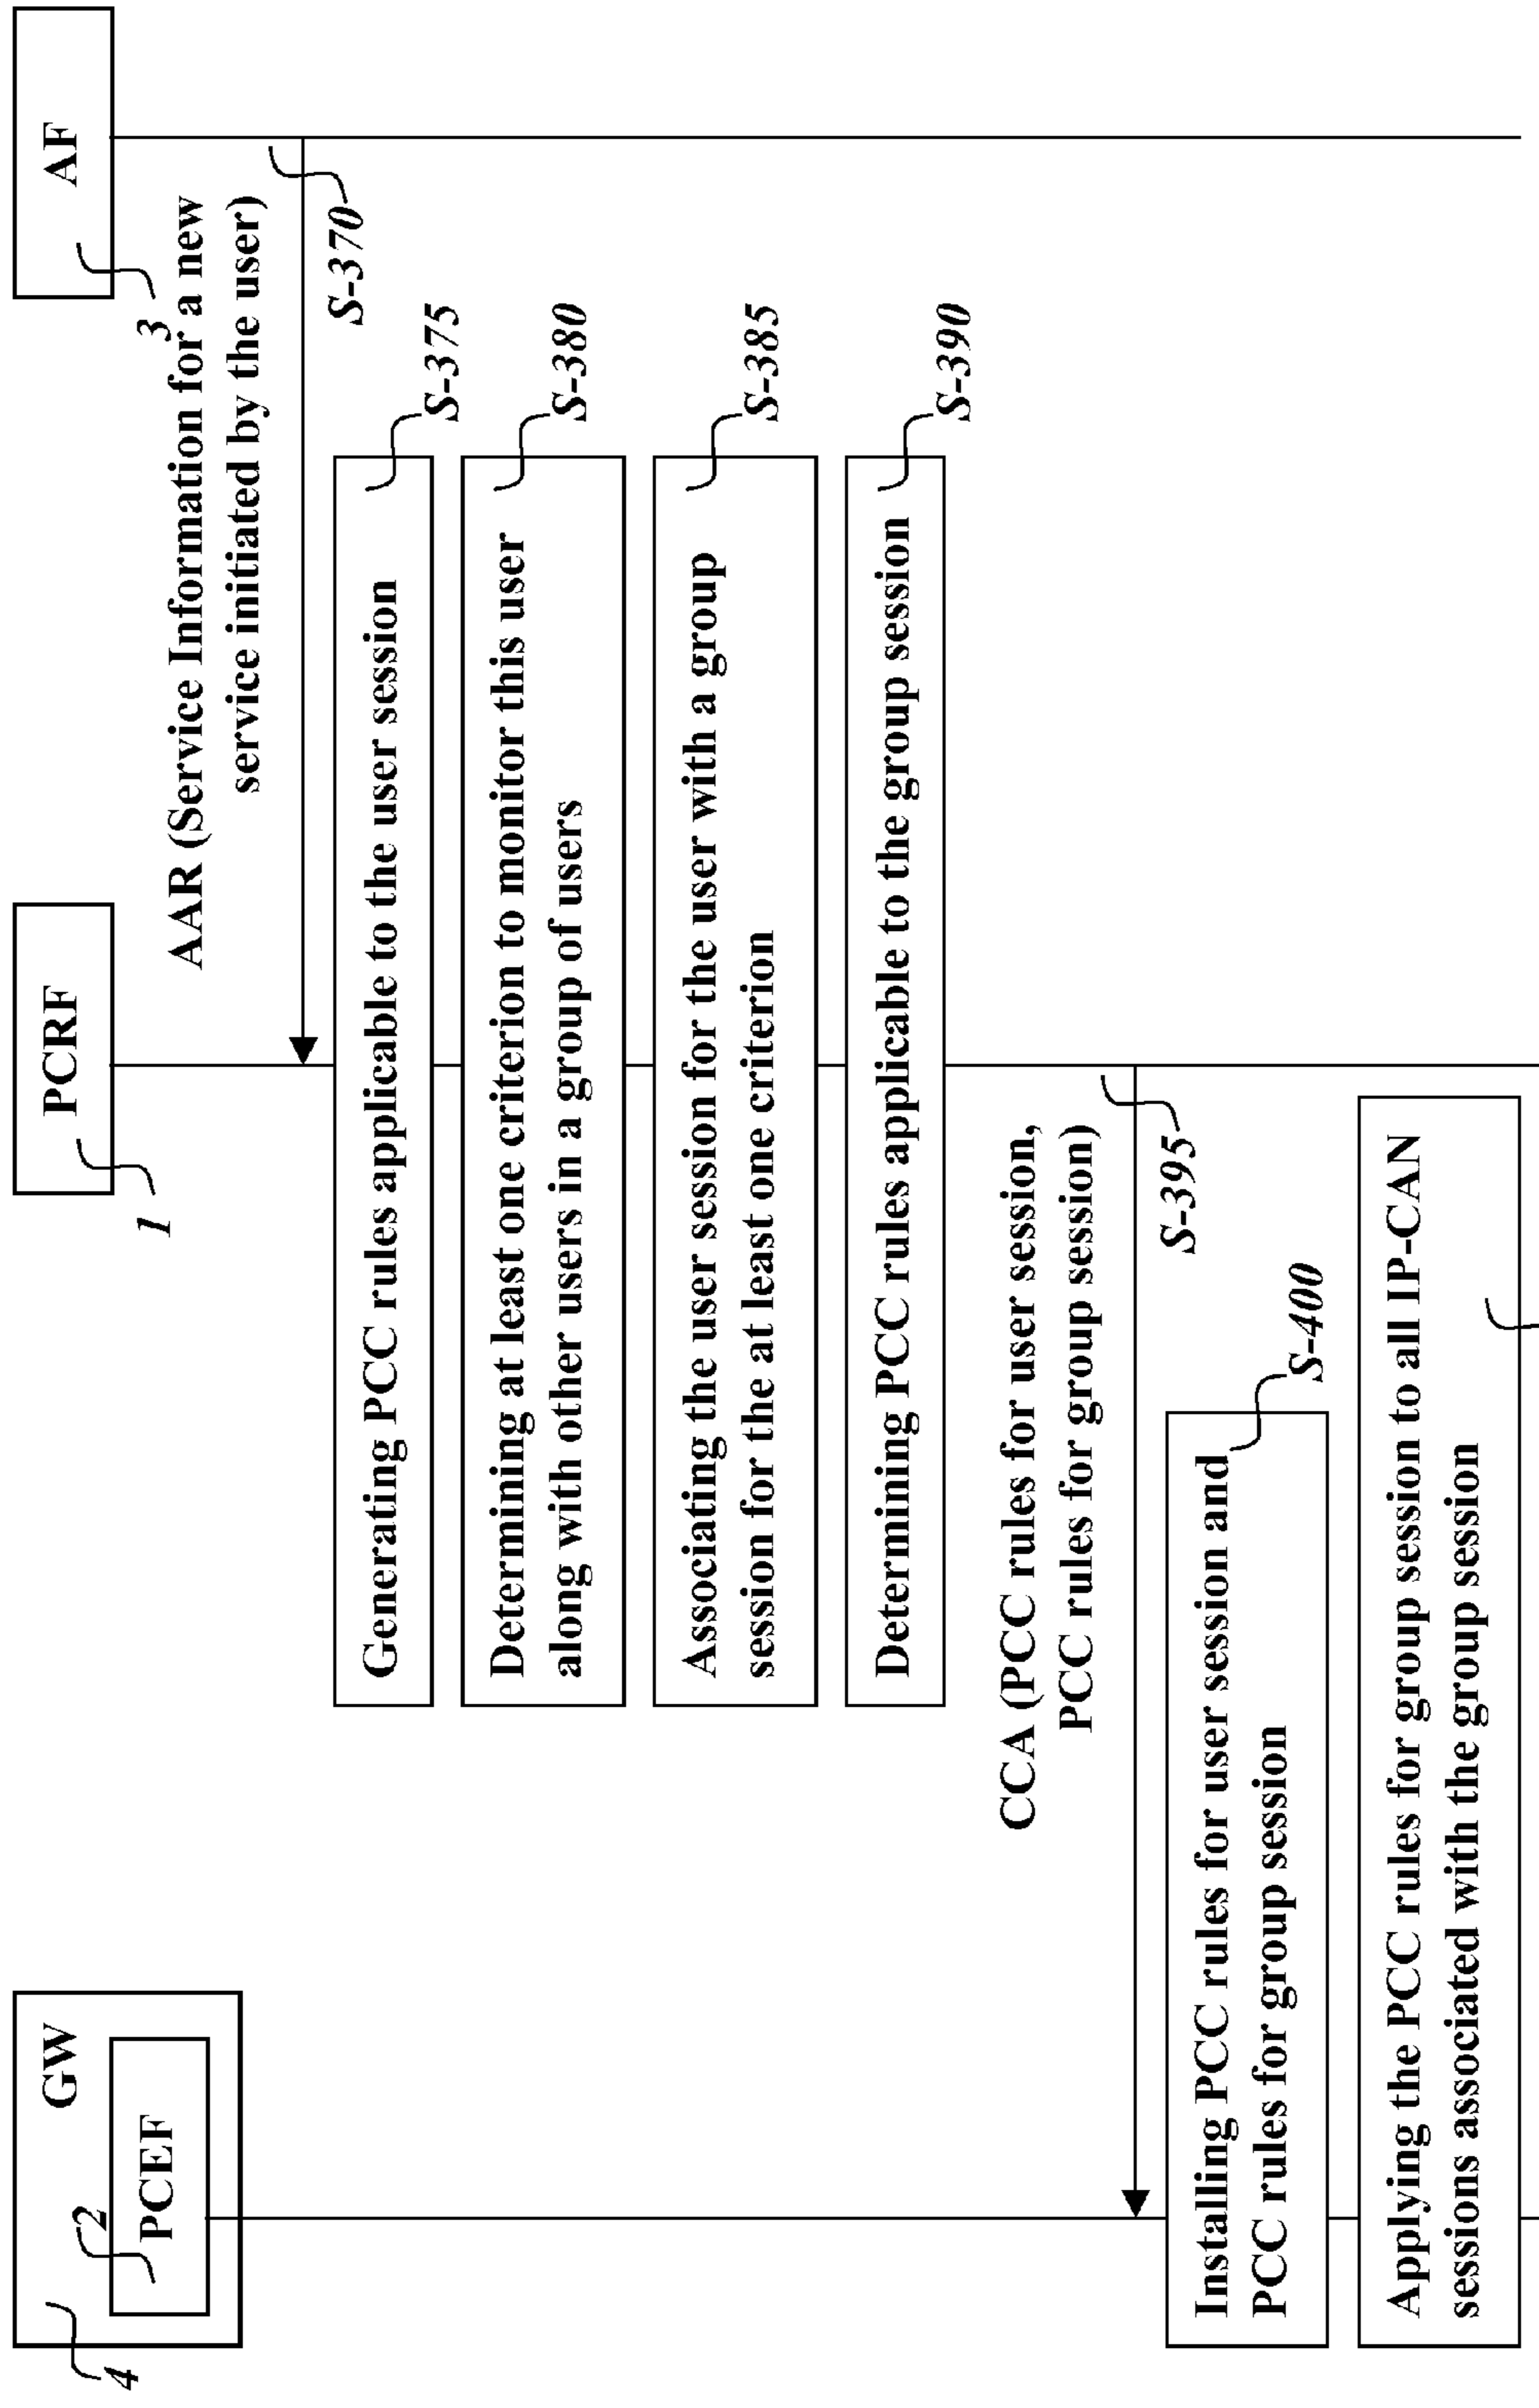 GW
PCEF
2
4
PCRF
1
AF
3
AAR (Service Information for a new
service initiated by the user)
S-370
Generating PCC rules applicable to the user session
S-375
Determining at least one criterion to monitor this user
along with other users in a group of users
S-380
Associating the user session for the user with a group
session for the at least one criterion
S-385
Determining PCC rules applicable to the group session
S-390
CCA (PCC rules for user session,
PCC rules for group session)
S-395
Installing PCC rules for user session and
PCC rules for group session
S-400
Applying the PCC rules for group session to all IP-CAN
sessions associated with the group session